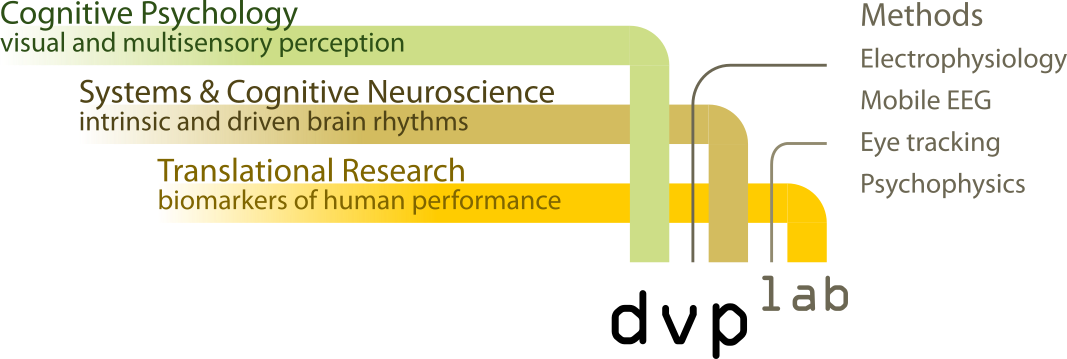 Cognitive Psychology
visual and multisensory perception
Systems & Cognitive Neuroscience
intrinsic and driven brain rhythms
Translational Research
biomarkers of human performance
Methods
Electrophysiology
Mobile EEG
Eye tracking
Psychophysics
dvp lab